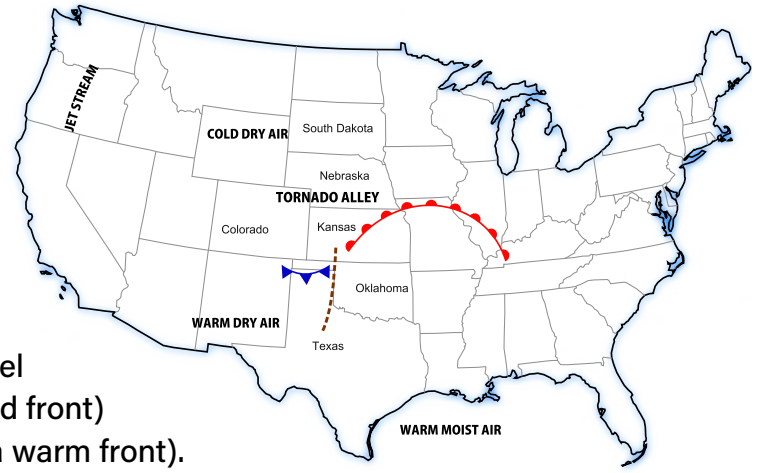 JET STREAM
COLD DRY AIR
South Dakota
Nebraska
TORNADO ALLEY
Colorado
Kansas
Oklahoma
WARM DRY AIR
Texas
el
d front)
warm front).
WARM MOIST AIR